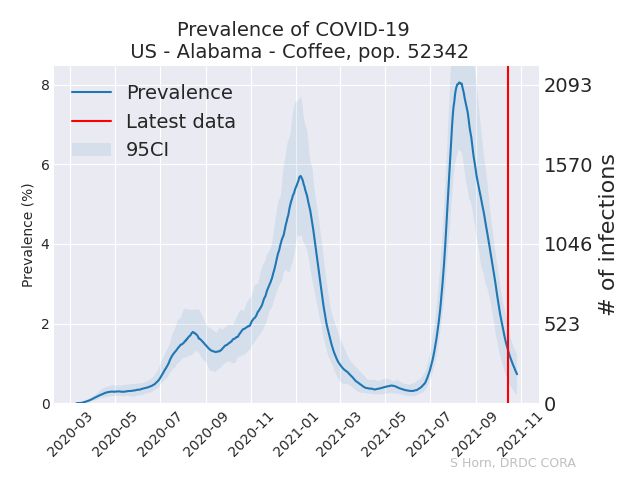 Prevalence of COVID-19
US - Alabama - Coffee, pop. 52342
Prevalence
Latest data
95CI
Prevalence (%)
8
6
4
2
0
2093
1570
1046
523
0
# of infections
2020-03
2020-05
2020-07
2020-09
2020-11
2021-01
2021-03
2021-05
2021-07
2021-09
2021-11
S Horn, DRDC CORA